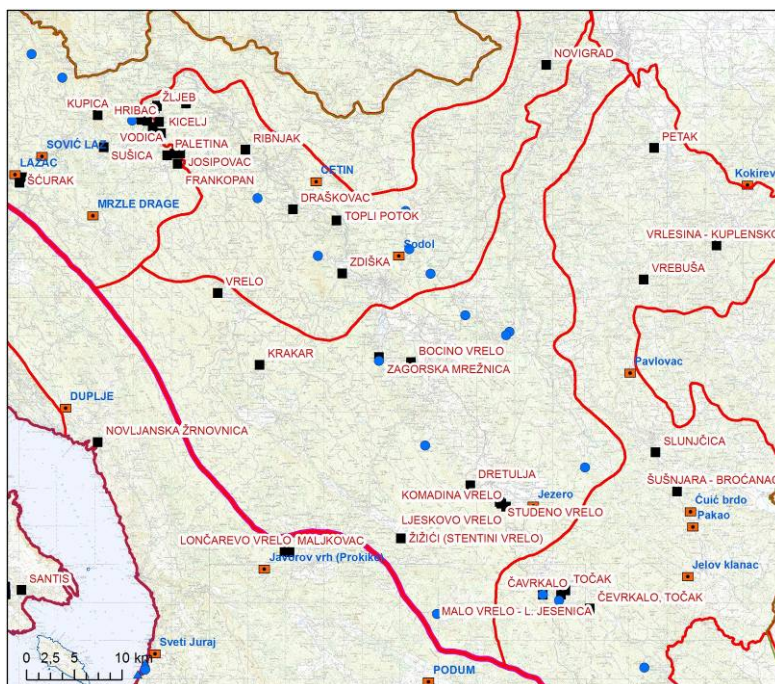 NOVIGRAD
ŽLJEB
KUPICA
HRIBAC
KICELJ
VODICA
PALETINA
RIBNJAK
PETAK
SOVIĆ LAZ
SUŠICA
JOSIPOVAC
LAZAC
ŠĆURAK
FRANKOPAN
CETIN
Kokirev
MRZLE DRAGE
DRAŠKOVAC
TOPLI POTOK
Sodol
VRLESINA - KUPLENSKO
ZDIŠKA
VREBUŠA
VRELO
KRAKAR
BOCINO VRELO
ZAGORSKA MREŽNICA
Pavlovac
DUPLJE
NOVLJANSKA ŽRNOVNICA
SLUNJČICA
DRETULJA
ŠUŠNJARA - BROĆANAC
KOMADINA VRELO
Jezero
Ćuić brdo
LJESKOVO VRELO
STUDENO VRELO
Pakao
LONČAREVO VRELO
MALJKOVAC
ŽIŽIĆI (STENTINI VRELO)
Javorov vrh (Prokike)
Jelov klanac
SANTIS
ČAVRKALO, TOČAK
ČEVRKALO, TOČAK
MALO VRELO - L. JESENICA
Sveti Juraj
0 2,5 5 10 km
PODUM